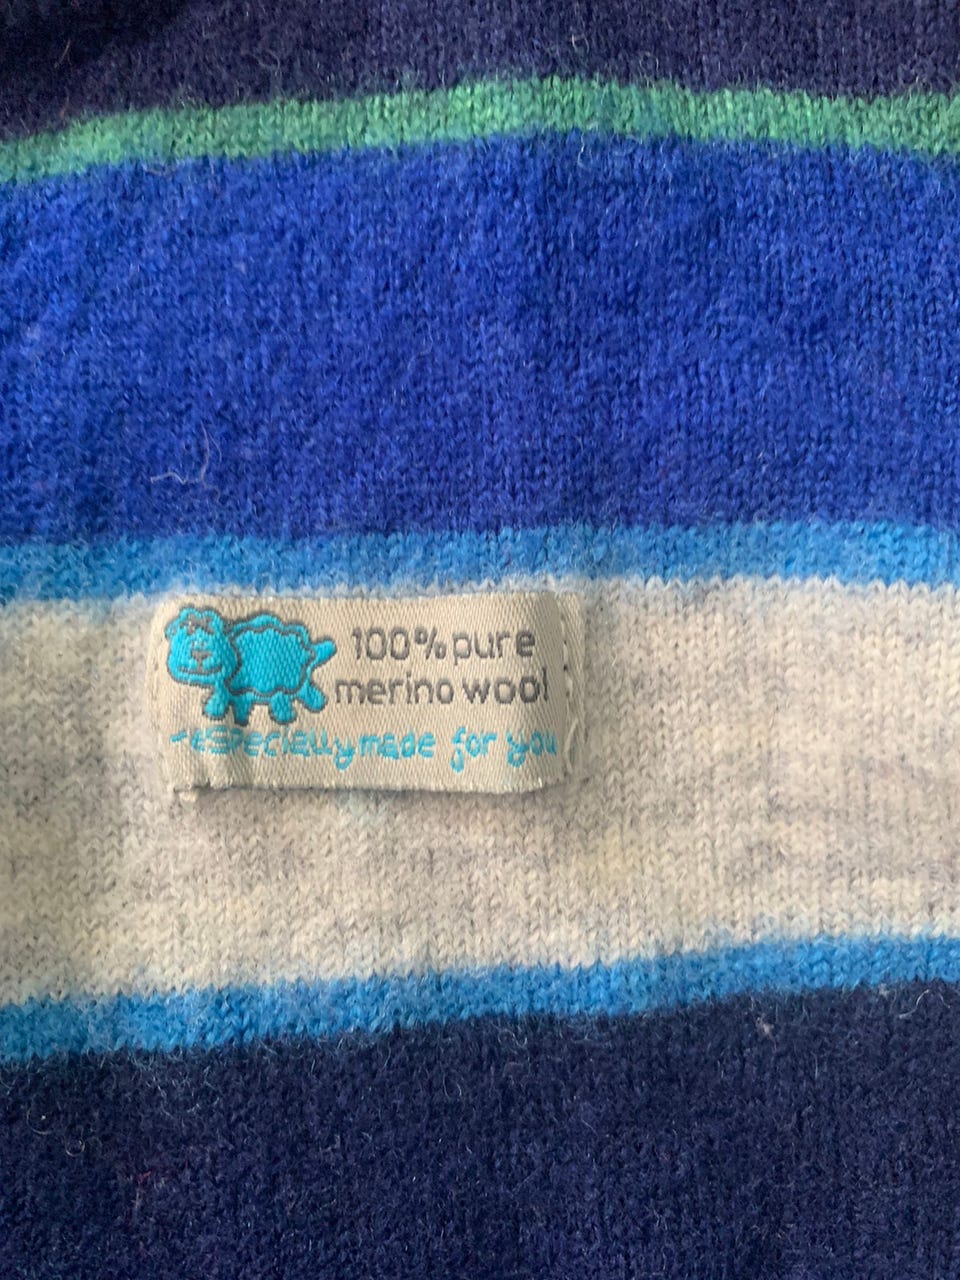 100% pure
merino wool
- especially made for you